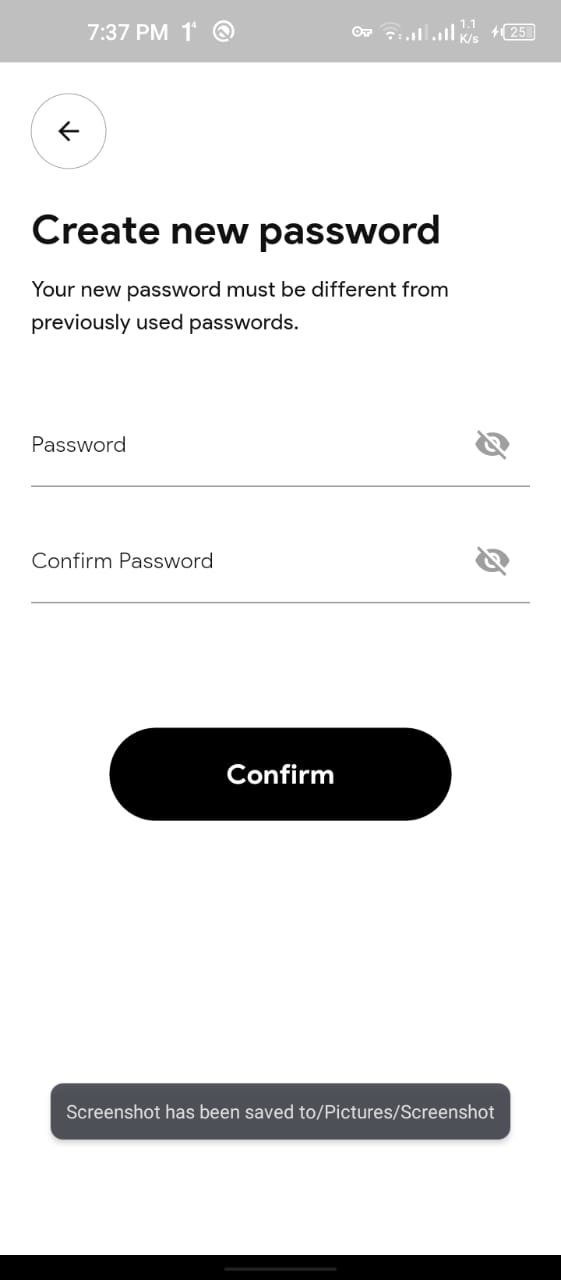 7:37 PM
1.1
K/s
25
Create new password
Your new password must be different from
previously used passwords.
Password
Confirm Password
Confirm
Screenshot has been saved to/Pictures/Screenshot